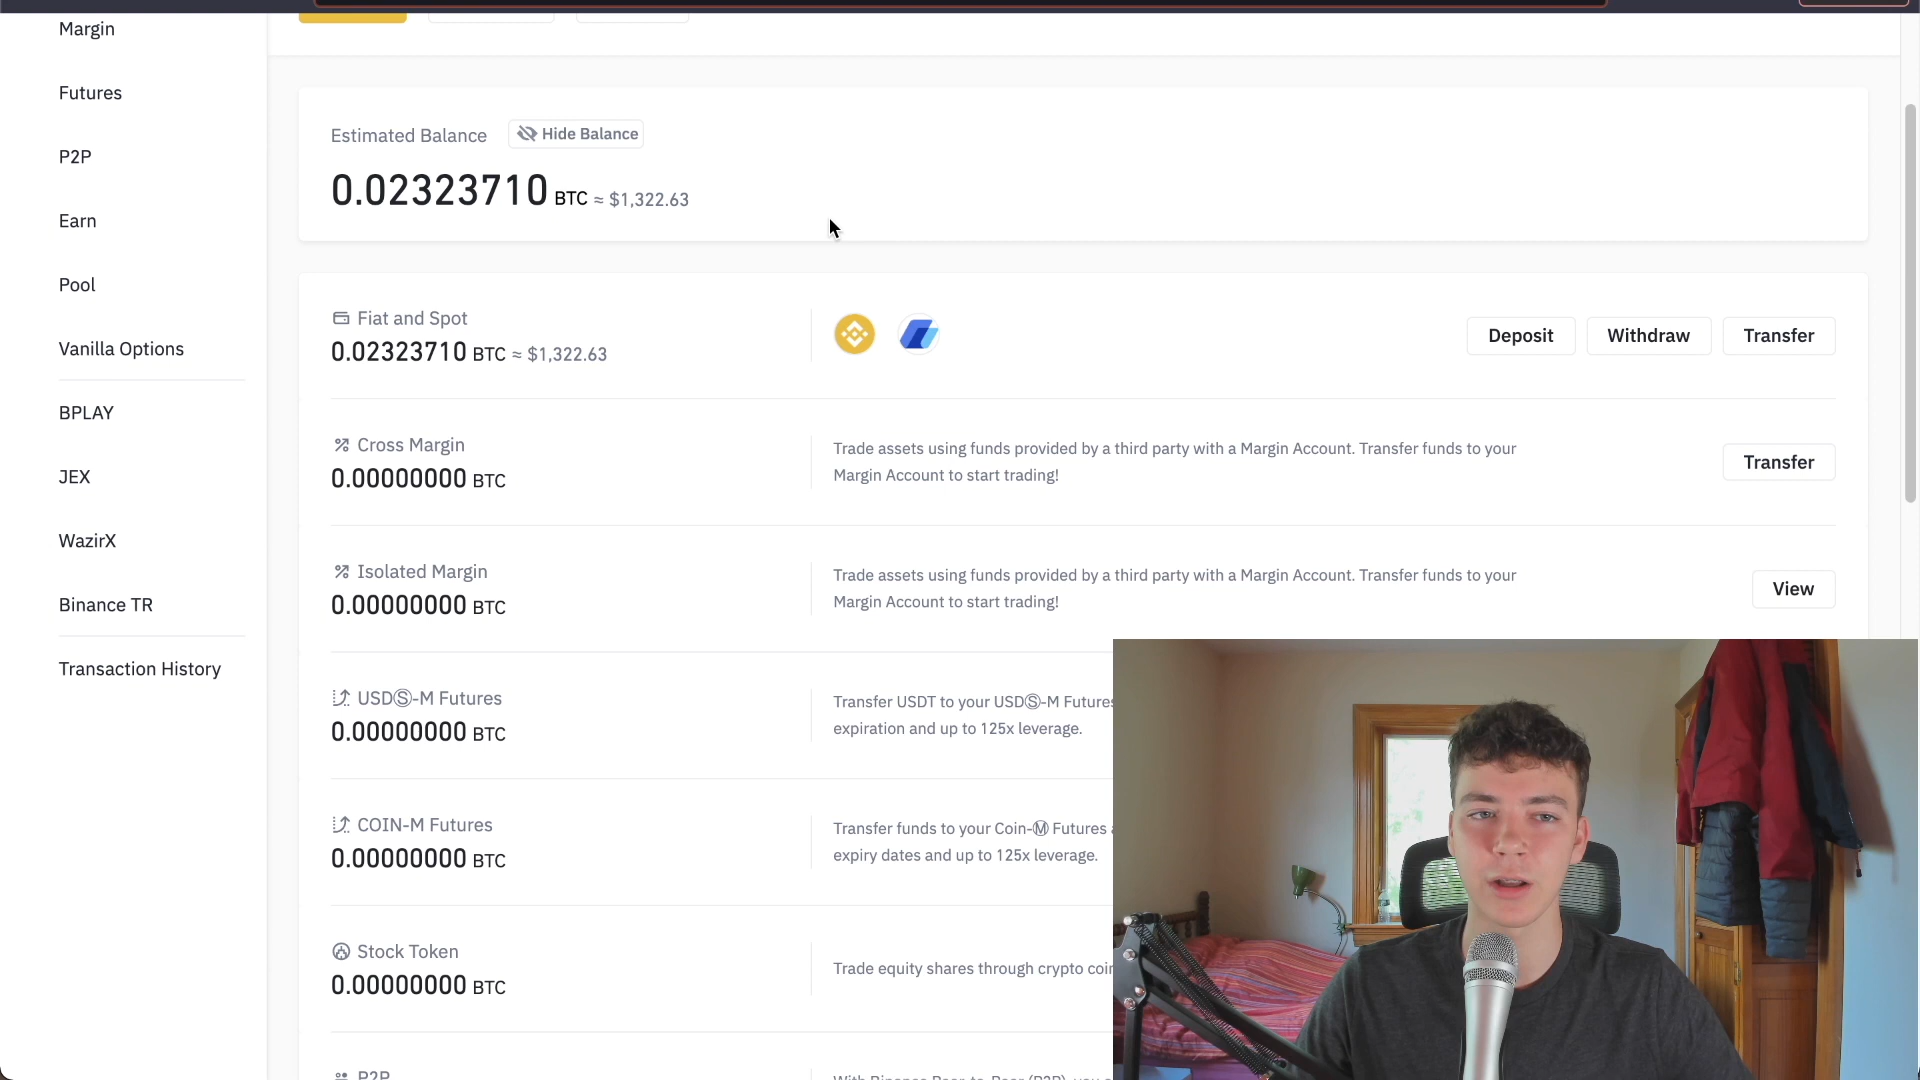 Margin
Futures
P2P
Earn
Pool
Vanilla Options
BPLAY
JEX
WazirX
Binance TR
Transaction History
Estimated Balance
Hide Balance
0.02323710 BTC ≈ $1,322.63
Fiat and Spot
0.02323710 BTC ≈ $1,322.63
Deposit
Withdraw
Transfer
Cross Margin
0.00000000 BTC
Trade assets using funds provided by a third party with a Margin Account. Transfer funds to your
Margin Account to start trading!
Transfer
Isolated Margin
0.00000000 BTC
Trade assets using funds provided by a third party with a Margin Account. Transfer funds to your
Margin Account to start trading!
View
USDⓈ-M Futures
0.00000000 BTC
Transfer USDT to your USDⓈ-M Futures
expiration and up to 125x leverage.
COIN-M Futures
0.00000000 BTC
Transfer funds to your Coin-Ⓜ Futures
expiry dates and up to 125x leverage.
Stock Token
0.00000000 BTC
Trade equity shares through crypto coi
P2P
With Binance Peer-to-Peer (P2P), you